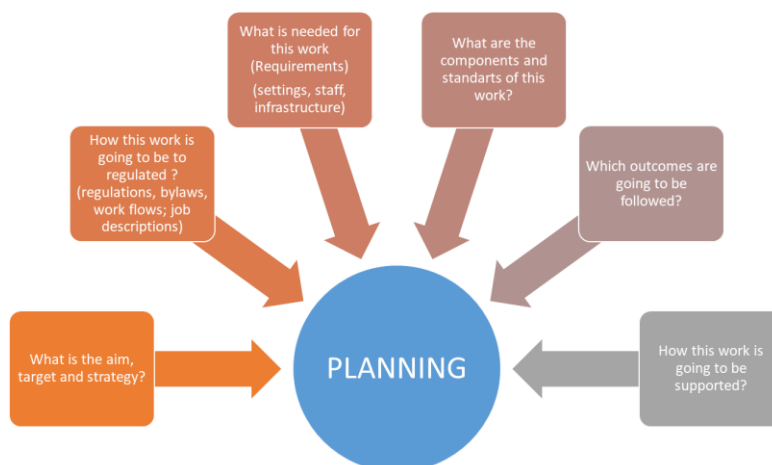 What is needed for
this work
(Requirements)
(settings, staff,
infrastructure)
What are the
components and
standarts of this
work?
How this work is
going to be to
regulated ?
(regulations, bylaws,
work flows; job
descriptions)
Which outcomes are
going to be
followed?
What is the aim,
target and strategy?
PLANNING
How this work is
going to be
supported?